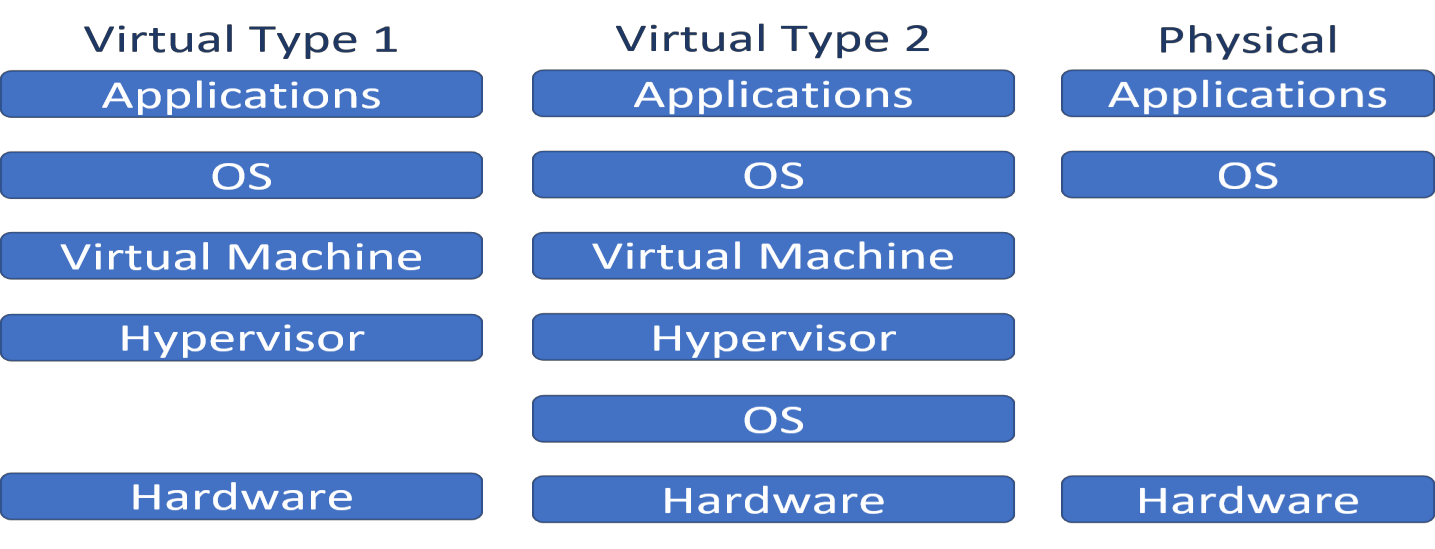 Virtual Type 1
Applications
OS
Virtual Machine
Hypervisor
Hardware
Virtual Type 2
Applications
OS
Virtual Machine
Hypervisor
OS
Hardware
Physical
Applications
OS
Hardware